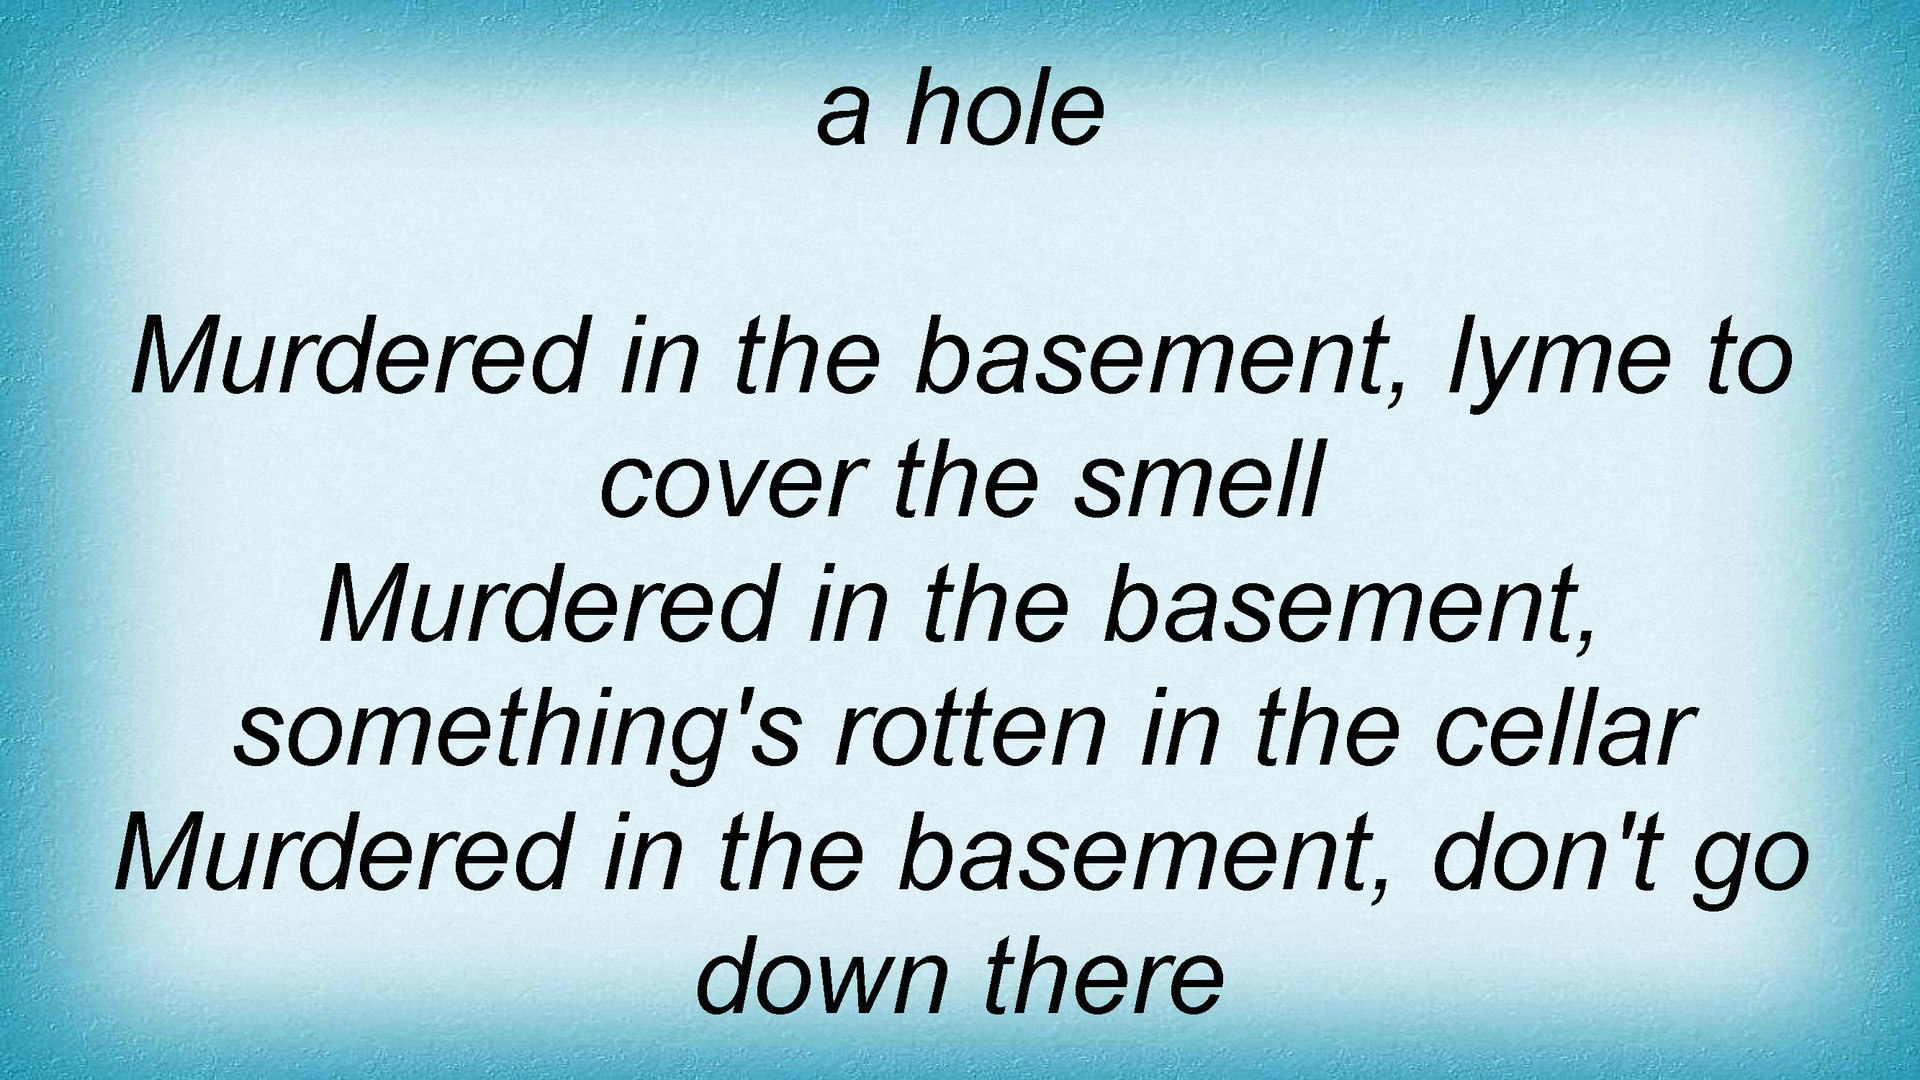 a hole
Murdered in the basement, lyme to
cover the smell
Murdered in the basement,
something's rotten in the cellar
Murdered in the basement, don't go
down there